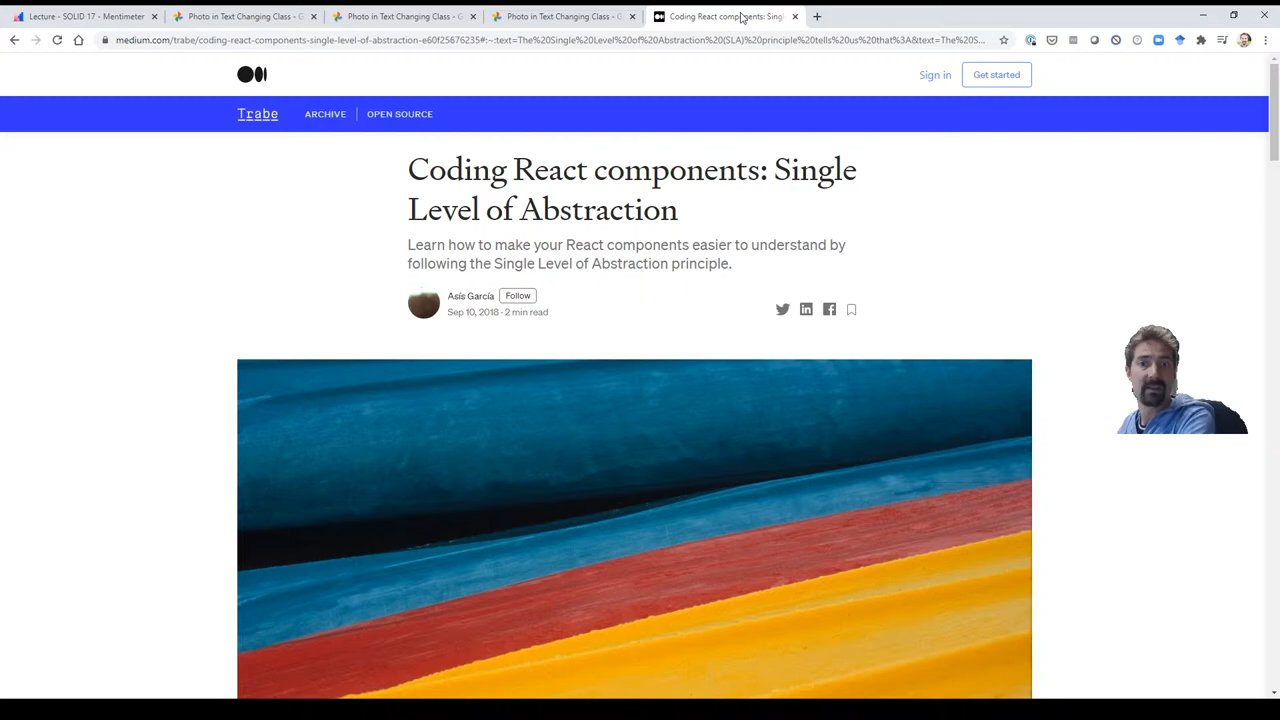 Lecture - SOLID 17 - Mentimeter
Photo in Text Changing Class - G
Photo in Text Changing Class - G
Photo in Text Changing Class - G
Coding React components: Singl
medium.com/trabe/coding-react-components-single-level-of-abstraction-e60f25676235#:~:text=The%20Single%20Level%20of%20Abstraction%20(SLA)%20principle%20tells%20us%20that%3A&text=The%20S...
Sign in
Get started
Trabe
ARCHIVE
OPEN SOURCE
Coding React components: Single
Level of Abstraction
Learn how to make your React components easier to understand by
following the Single Level of Abstraction principle.
Asís García
Follow
Sep 10, 2018 · 2 min read